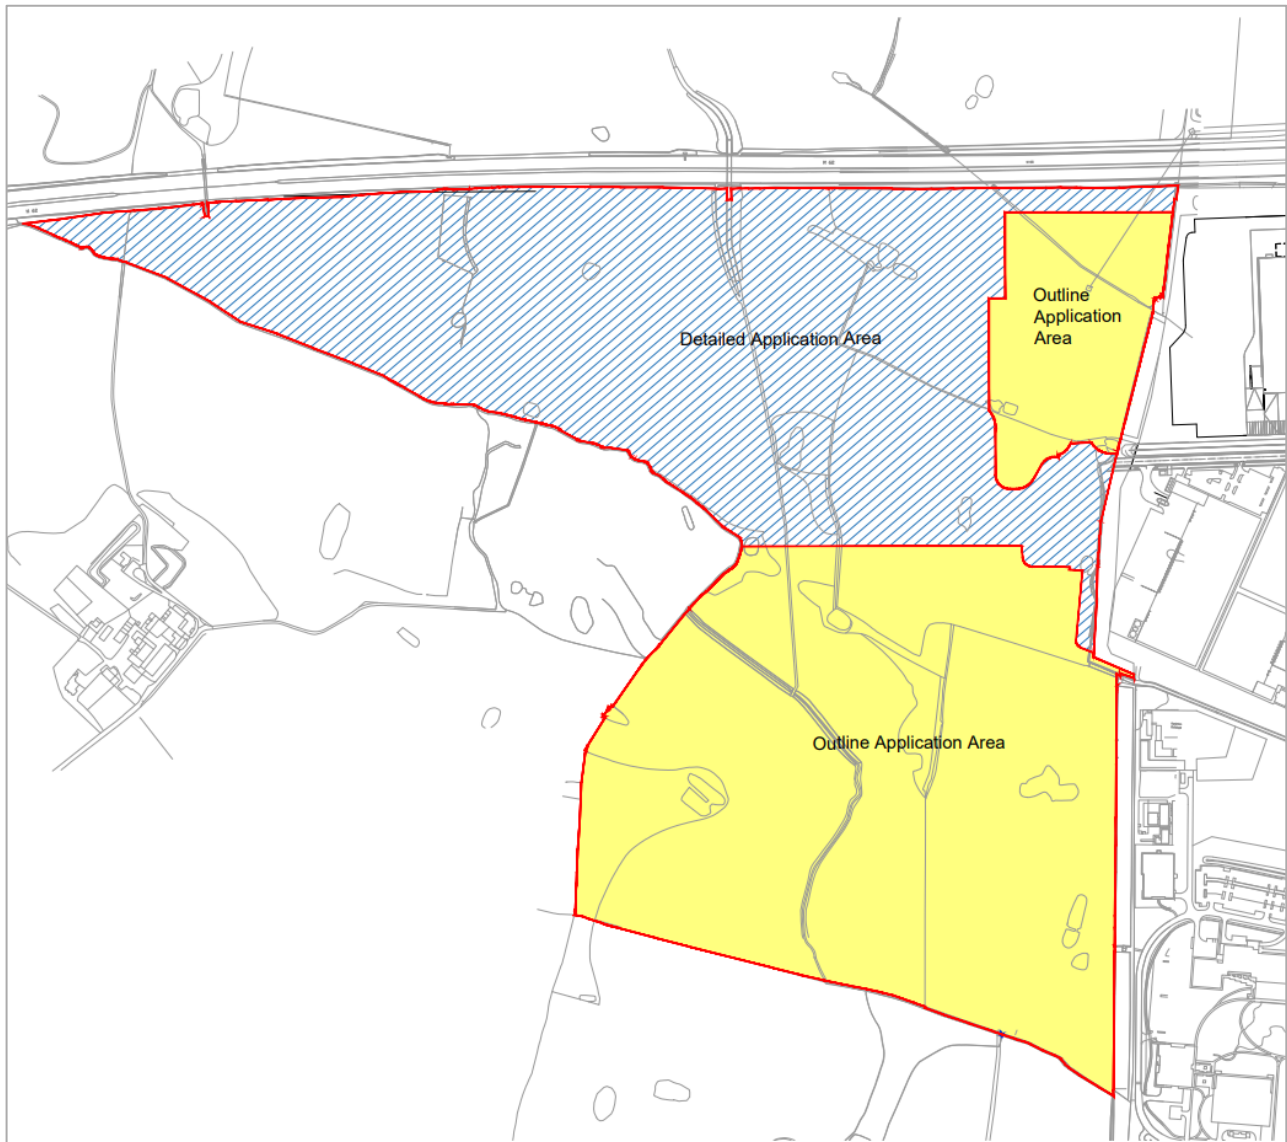 Outline
Application
Area
Detailed Application Area
Outline Application Area